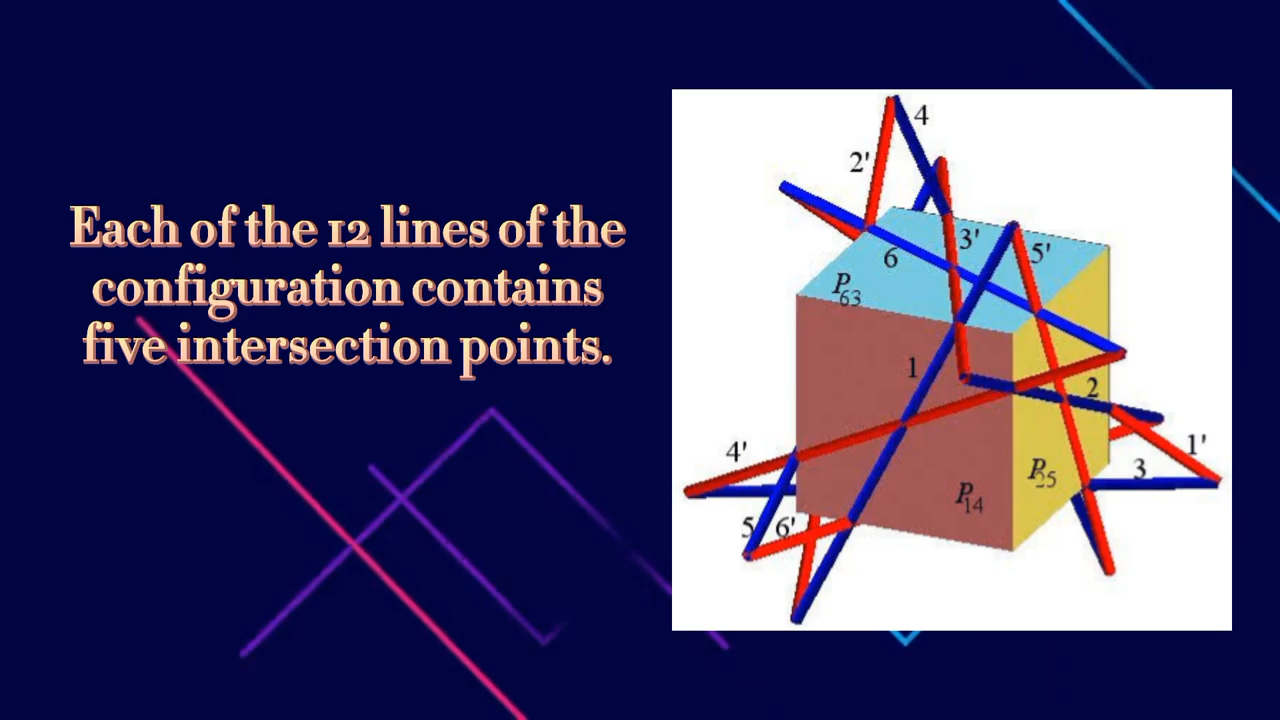 Each of the 12 lines of the
configuration contains
five intersection points.
4
2'
3'
5'
6
P63
1
2
4'
1'
3
P25
P14
5
6'